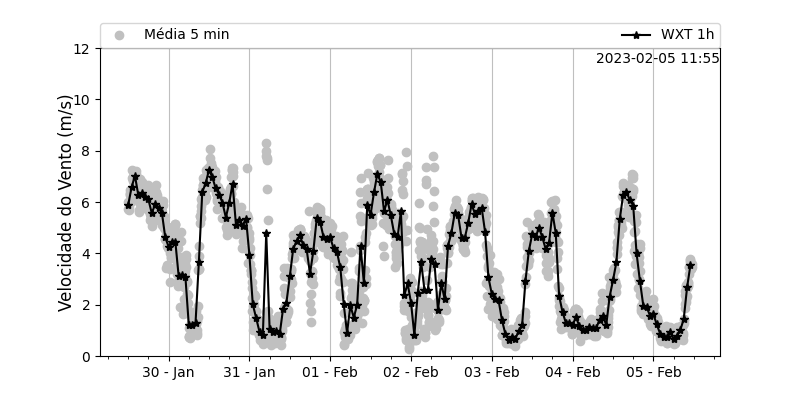 Média 5 min WXT 1h
2023-02-05 11:55
Velocidade do Vento (m/s)
12
10
8
6
4
2
0
30 - Jan 31 - Jan 01 - Feb 02 - Feb 03 - Feb 04 - Feb 05 - Feb